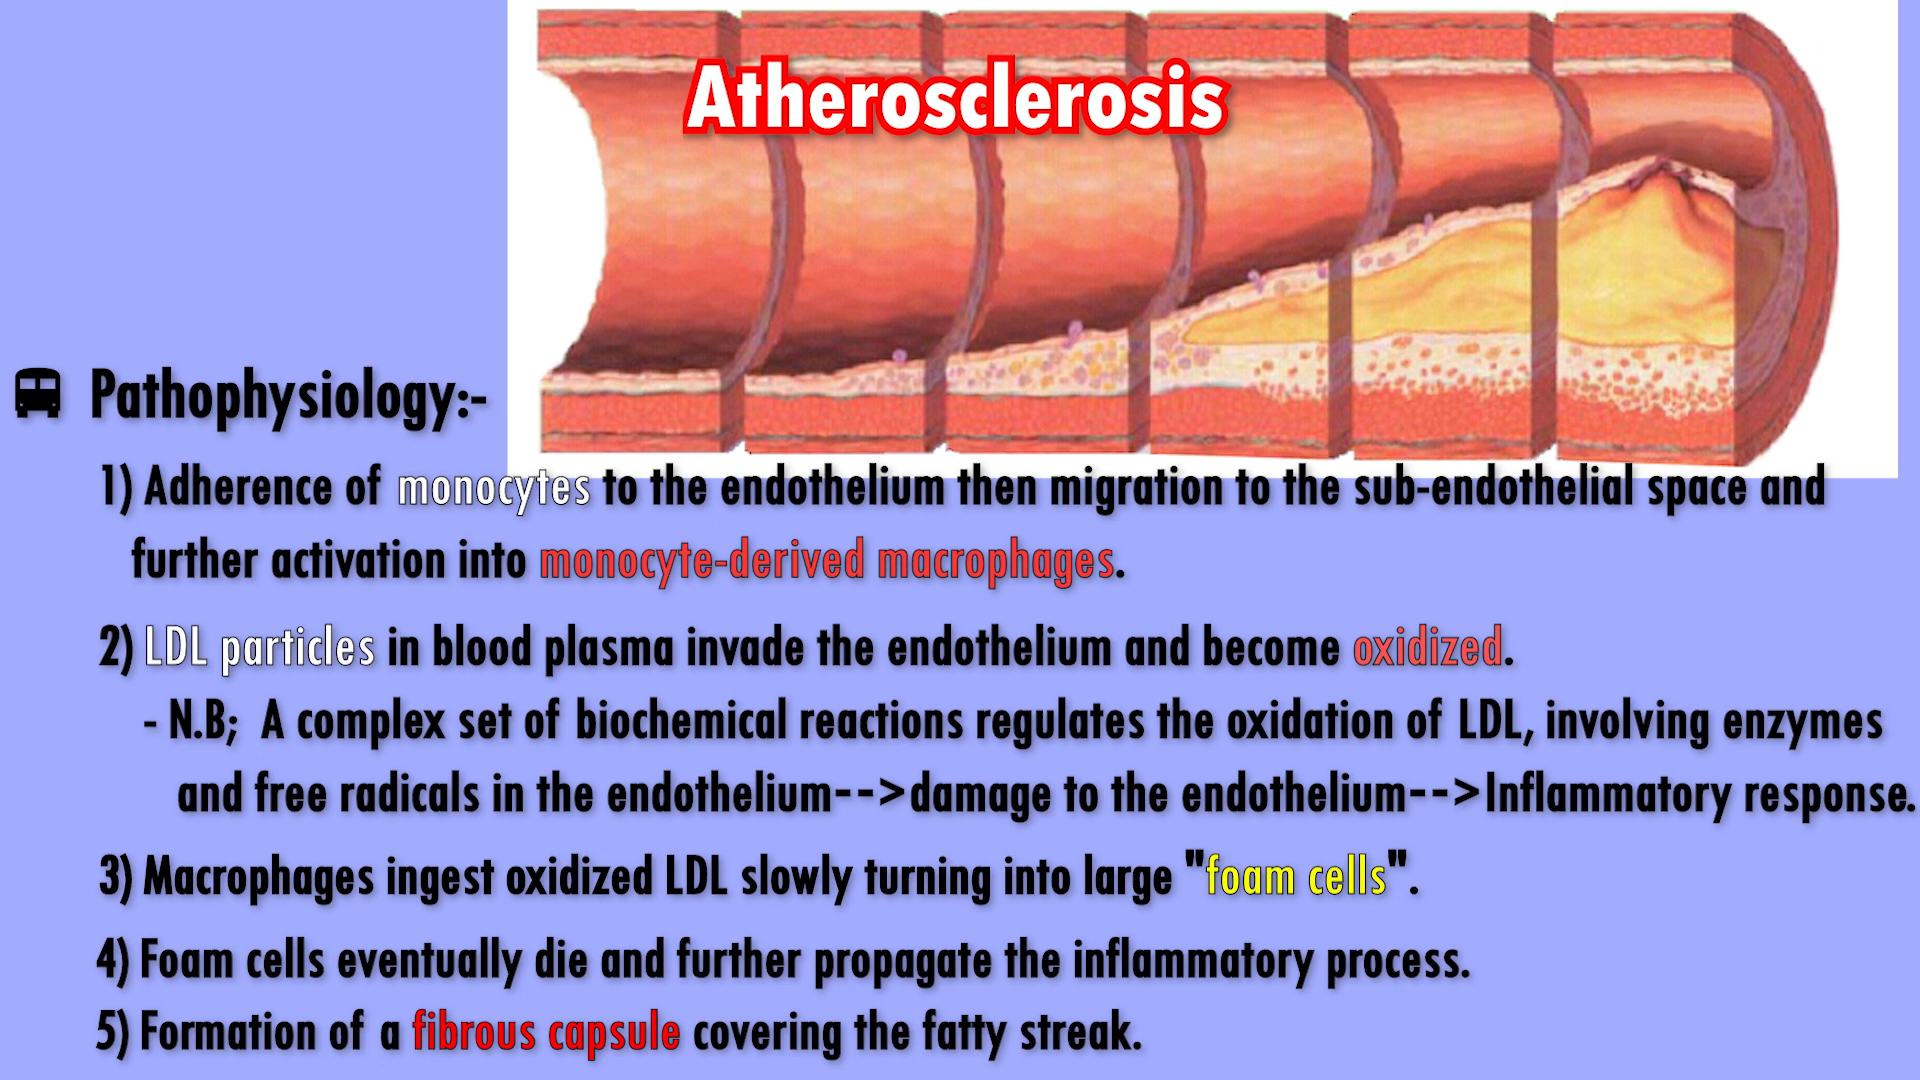 Atherosclerosis
Pathophysiology:-
1) Adherence of monocytes to the endothelium then migration to the sub-endothelial space and
further activation into monocyte-derived macrophages.
2) LDL particles in blood plasma invade the endothelium and become oxidized.
- N.B; A complex set of biochemical reactions regulates the oxidation of LDL, involving enzymes
and free radicals in the endothelium-->damage to the endothelium-->Inflammatory response.
3) Macrophages ingest oxidized LDL slowly turning into large "foam cells".
4) Foam cells eventually die and further propagate the inflammatory process.
5) Formation of a fibrous capsule covering the fatty streak.